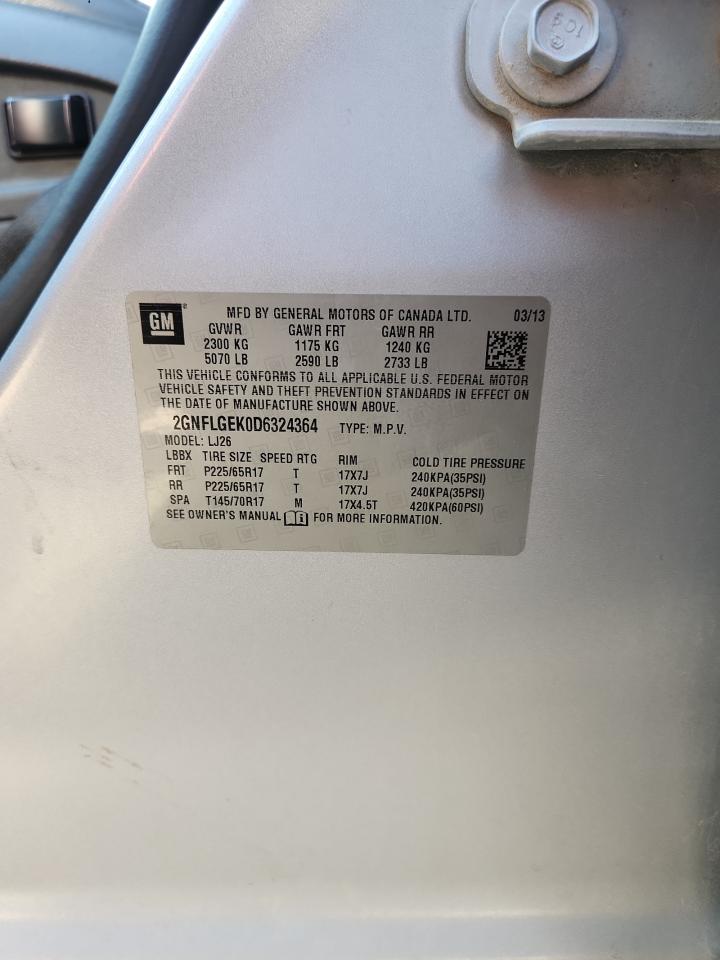 601
GM ®
MFD BY GENERAL MOTORS OF CANADA LTD. 03/13
GVWR GAWR FRT GAWR RR
2300 KG 1175 KG 1240 KG
5070 LB 2590 LB 2733 LB
THIS VEHICLE CONFORMS TO ALL APPLICABLE U.S. FEDERAL MOTOR
VEHICLE SAFETY AND THEFT PREVENTION STANDARDS IN EFFECT ON
THE DATE OF MANUFACTURE SHOWN ABOVE.
2GNFLGEK0D6324364 TYPE: M.P.V.
MODEL: LJ26
LBBX TIRE SIZE SPEED RTG RIM COLD TIRE PRESSURE
FRT P225/65R17 T 17X7J 240KPA(35PSI)
RR P225/65R17 T 17X7J 240KPA(35PSI)
SPA T145/70R17 M 17X4.5T 420KPA(60PSI)
SEE OWNER'S MANUAL FOR MORE INFORMATION.